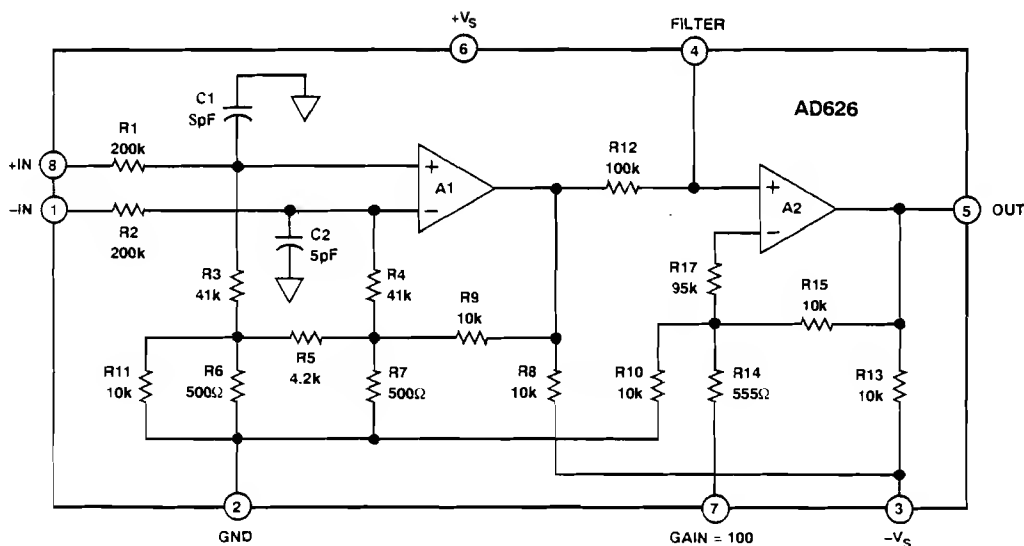 +VS
6
FILTER
4
AD626
C1
SpF
R1
200k
+IN
8
+
A1
−
R12
100k
+
A2
−
−IN
1
R2
200k
C2
5pF
5
OUT
R17
95k
R3
41k
R4
41k
R9
10k
R15
10k
R5
4.2k
R11
10k
R6
500Ω
R7
500Ω
R8
10k
R10
10k
R14
555Ω
R13
10k
2
GND
7
GAIN = 100
3
−VS